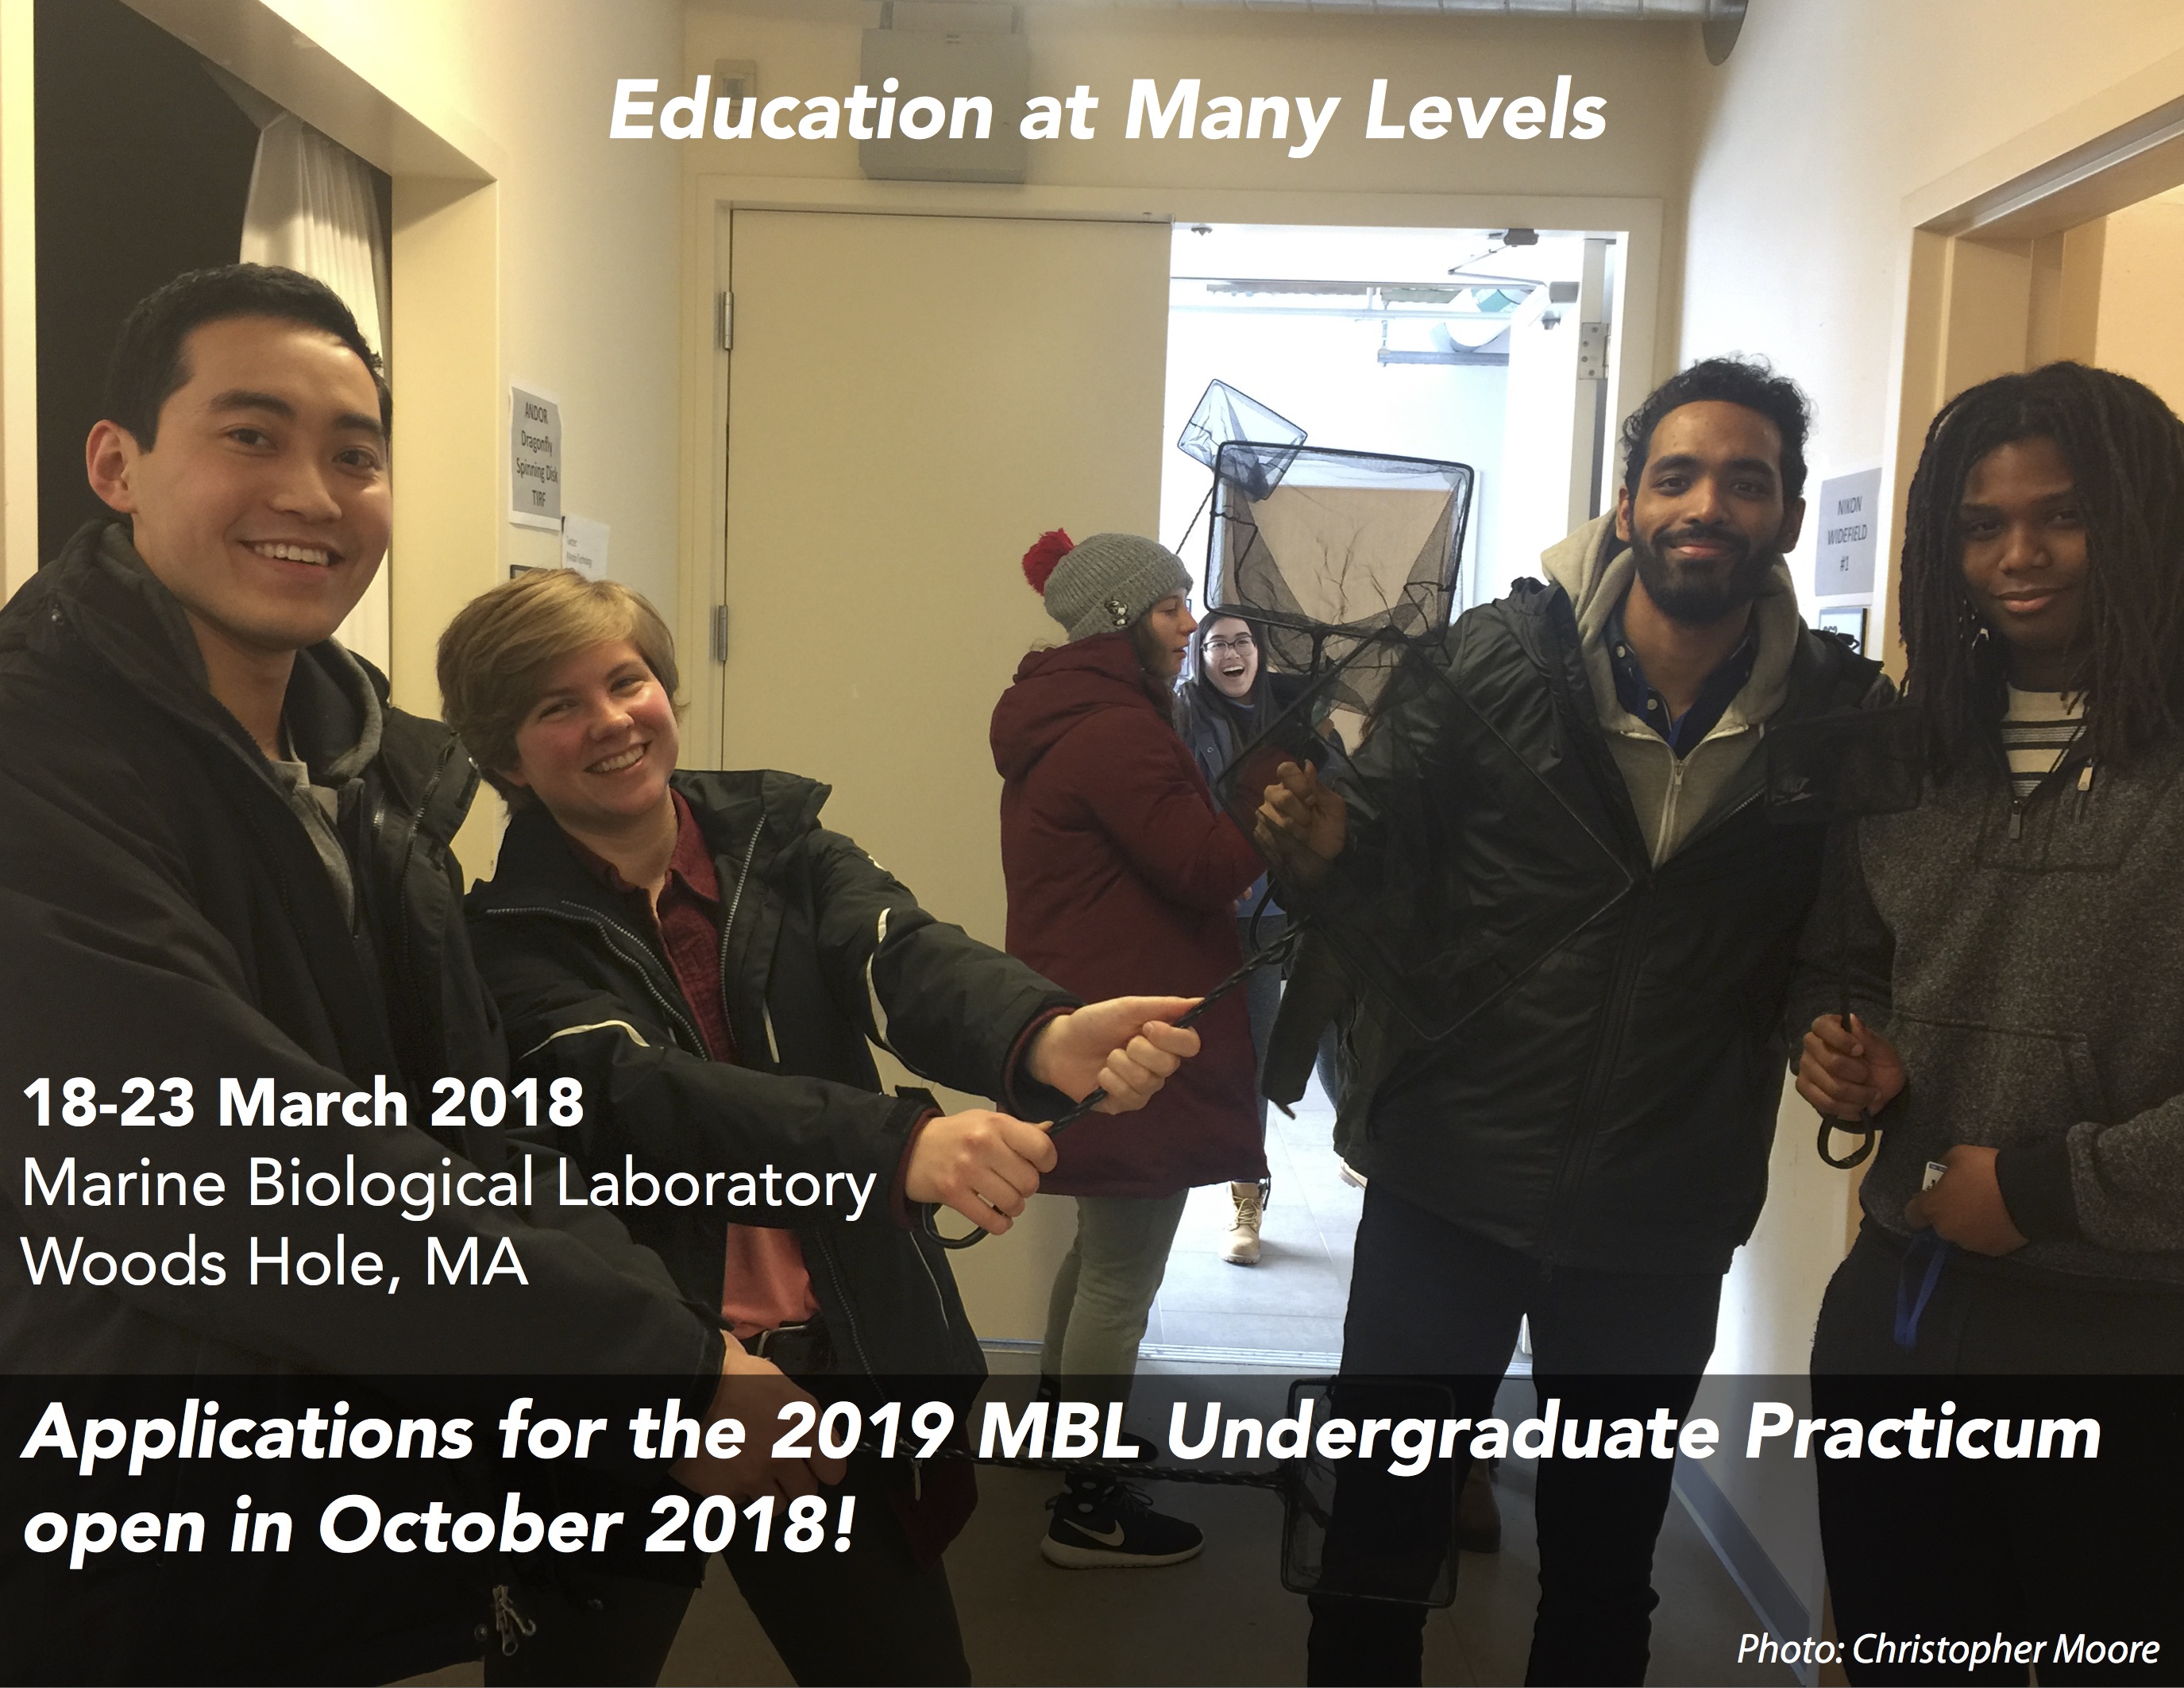 Education at Many Levels
ANDOR
Dragonfly
Spinning Disk
TIRF
NIKON
WIDEFIELD
#1
18-23 March 2018
Marine Biological Laboratory
Woods Hole, MA
Applications for the 2019 MBL Undergraduate Practicum
open in October 2018!
Photo: Christopher Moore